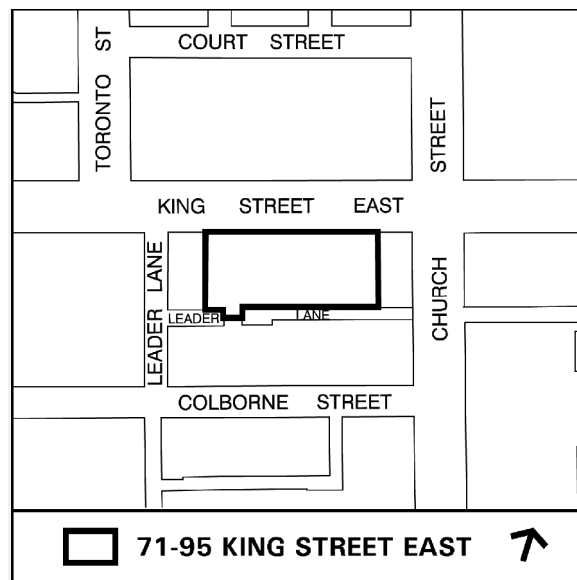 COURT STREET
TORONTO ST
STREET
KING STREET EAST
LEADER LANE
LEADER LANE
CHURCH
COLBORNE STREET
71-95 KING STREET EAST